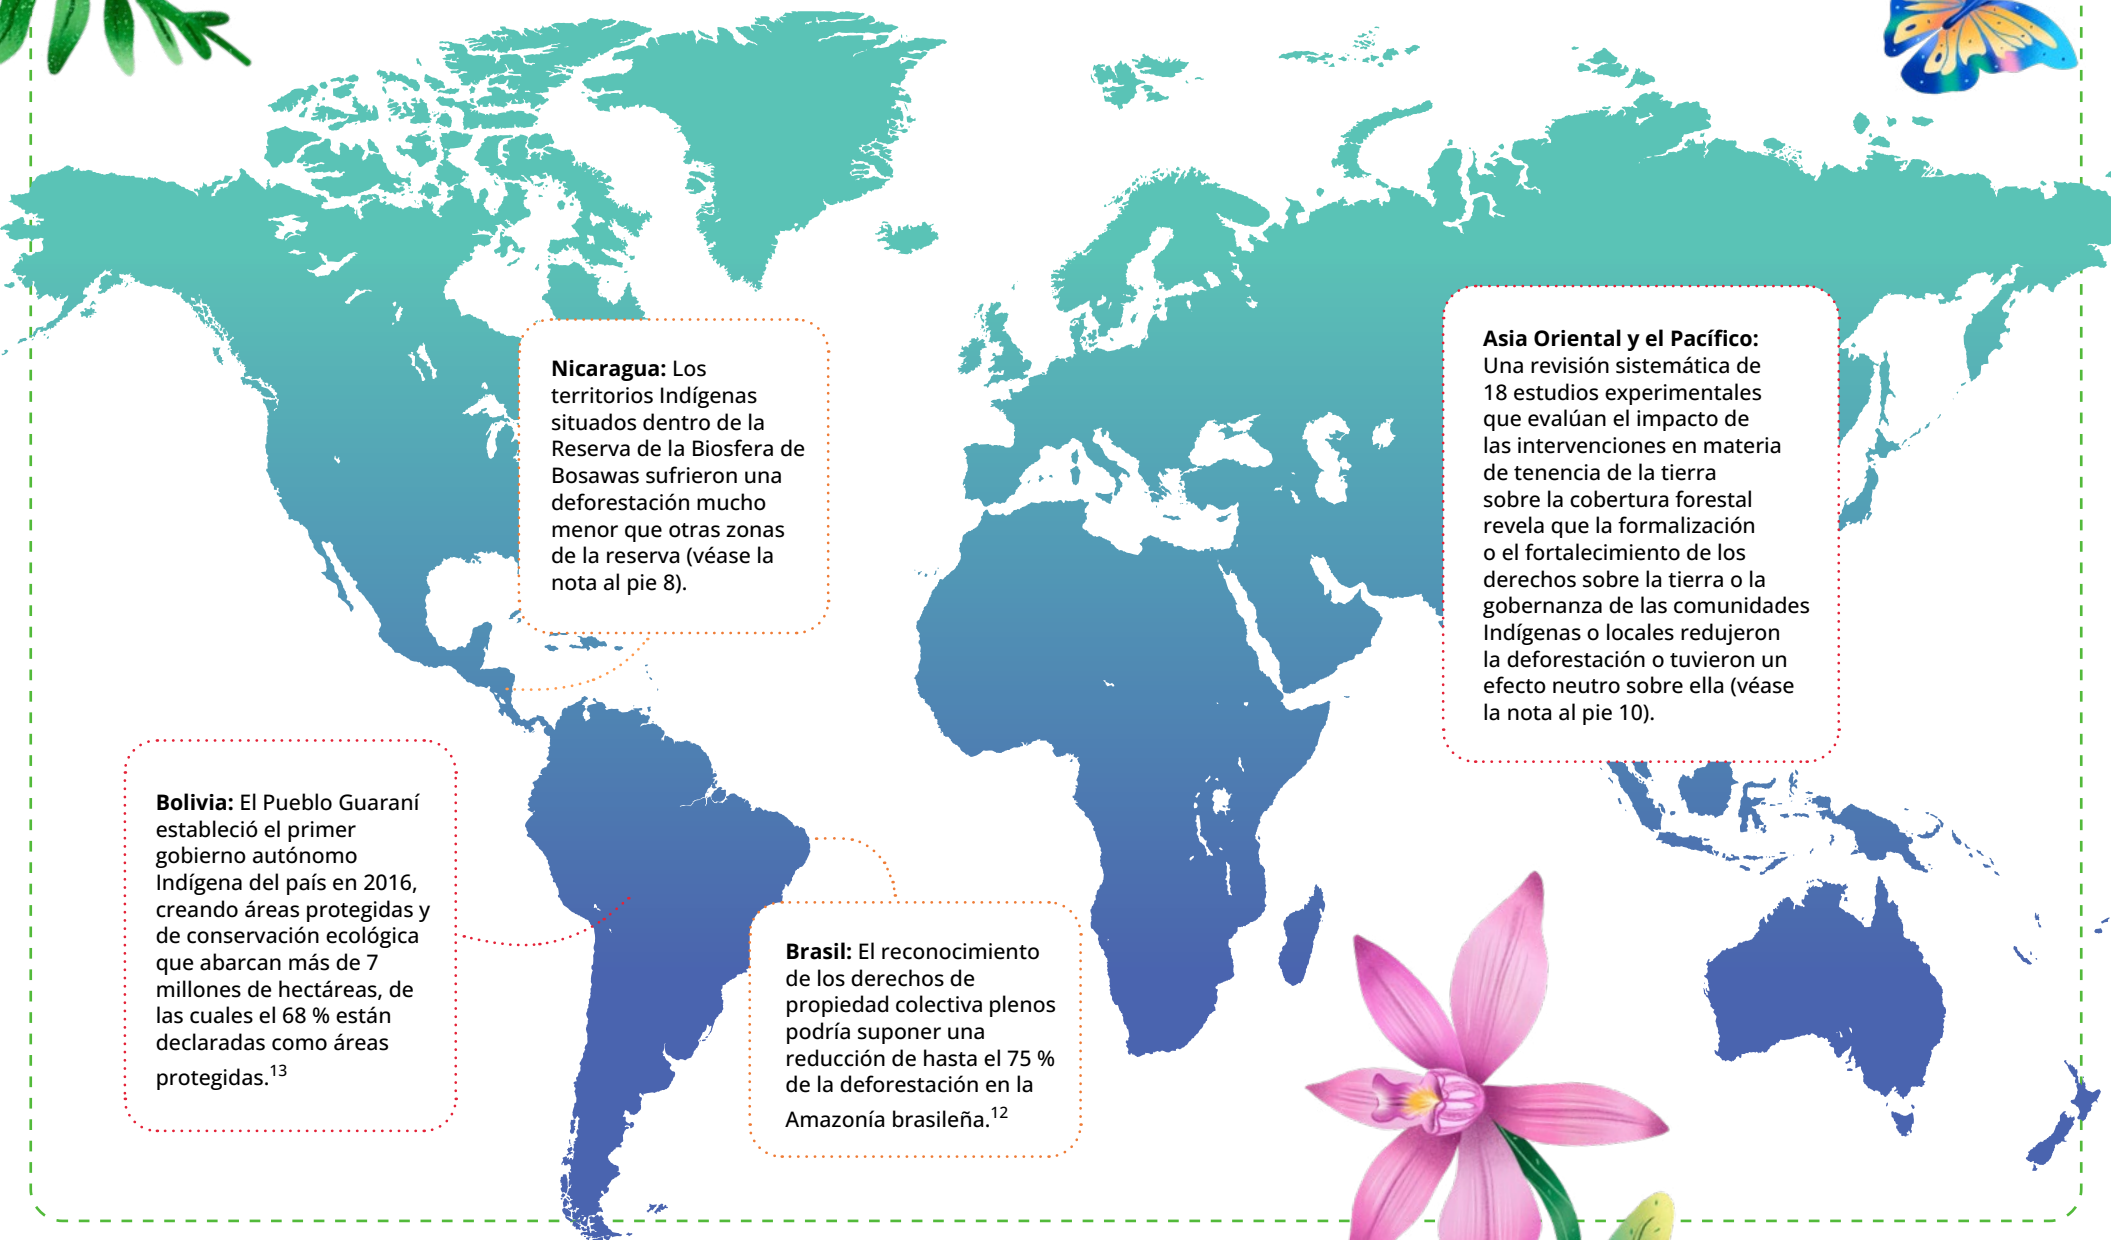 Nicaragua: Los
territorios Indígenas
situados dentro de la
Reserva de la Biosfera de
Bosawas sufrieron una
deforestación mucho
menor que otras zonas
de la reserva (véase la
nota al pie 8).
Asia Oriental y el Pacífico:
Una revisión sistemática de
18 estudios experimentales
que evalúan el impacto de
las intervenciones en materia
de tenencia de la tierra
sobre la cobertura forestal
revela que la formalización
o el fortalecimiento de los
derechos sobre la tierra o la
gobernanza de las comunidades
Indígenas o locales redujeron
la deforestación o tuvieron un
efecto neutro sobre ella (véase
la nota al pie 10).
Bolivia: El Pueblo Guaraní
estableció el primer
gobierno autónomo
Indígena del país en 2016,
creando áreas protegidas y
de conservación ecológica
que abarcan más de 7
millones de hectáreas, de
las cuales el 68 % están
declaradas como áreas
protegidas.13
Brasil: El reconocimiento
de los derechos de
propiedad colectiva plenos
podría suponer una
reducción de hasta el 75 %
de la deforestación en la
Amazonía brasileña.12